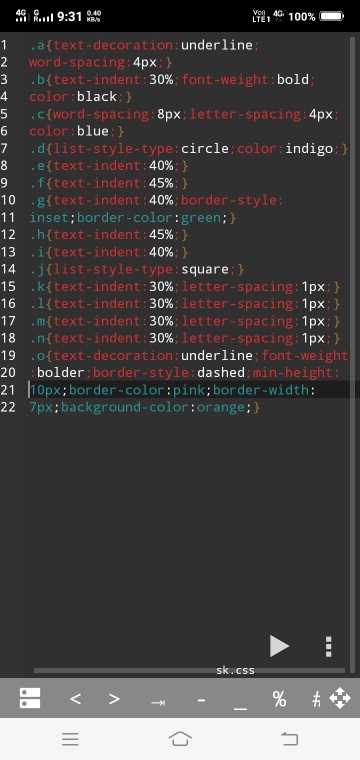 4G 4G 9:31 0.40 KB/s Vo)) LTE1 4G 100%
1 .a{text-decoration:underline;
2 word-spacing:4px;}
3 .b{text-indent:30%;font-weight:bold;
4 color:black;}
5 .c{word-spacing:8px;letter-spacing:4px;
6 color:blue;}
7 .d{list-style-type:circle;color:indigo;}
8 .e{text-indent:40%;}
9 .f{text-indent:45%;}
10 .g{text-indent:40%;border-style:
11 inset;border-color:green;}
12 .h{text-indent:45%;}
13 .i{text-indent:40%;}
14 .j{list-style-type:square;}
15 .k{text-indent:30%;letter-spacing:1px;}
16 .l{text-indent:30%;letter-spacing:1px;}
17 .m{text-indent:30%;letter-spacing:1px;}
18 .n{text-indent:30%;letter-spacing:1px;}
19 .o{text-decoration:underline;font-weight
20 :bolder;border-style:dashed;min-height:
21 10px;border-color:pink;border-width:
22 7px;background-color:orange;}
sk.css
< > → - _ % #